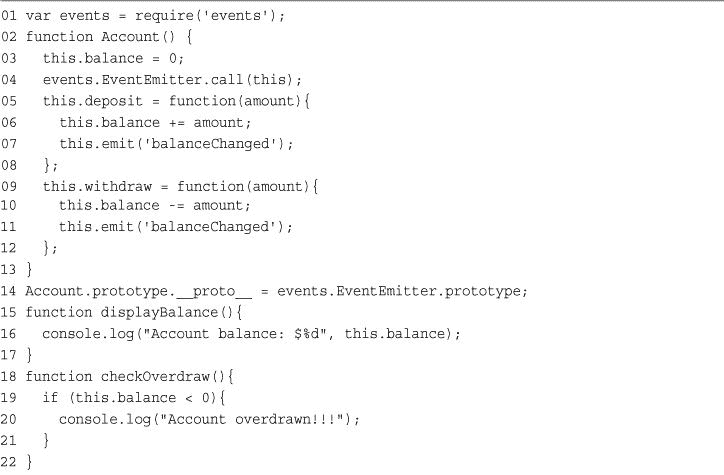 01 var events = require('events');
02 function Account() {
03   this.balance = 0;
04   events.EventEmitter.call(this);
05   this.deposit = function(amount){
06     this.balance += amount;
07     this.emit('balanceChanged');
08   };
09   this.withdraw = function(amount){
10     this.balance -= amount;
11     this.emit('balanceChanged');
12   };
13 }
14 Account.prototype.__proto__ = events.EventEmitter.prototype;
15 function displayBalance(){
16   console.log("Account balance: $%d", this.balance);
17 }
18 function checkOverdraw(){
19   if (this.balance < 0){
20     console.log("Account overdrawn!!!");
21   }
22 }